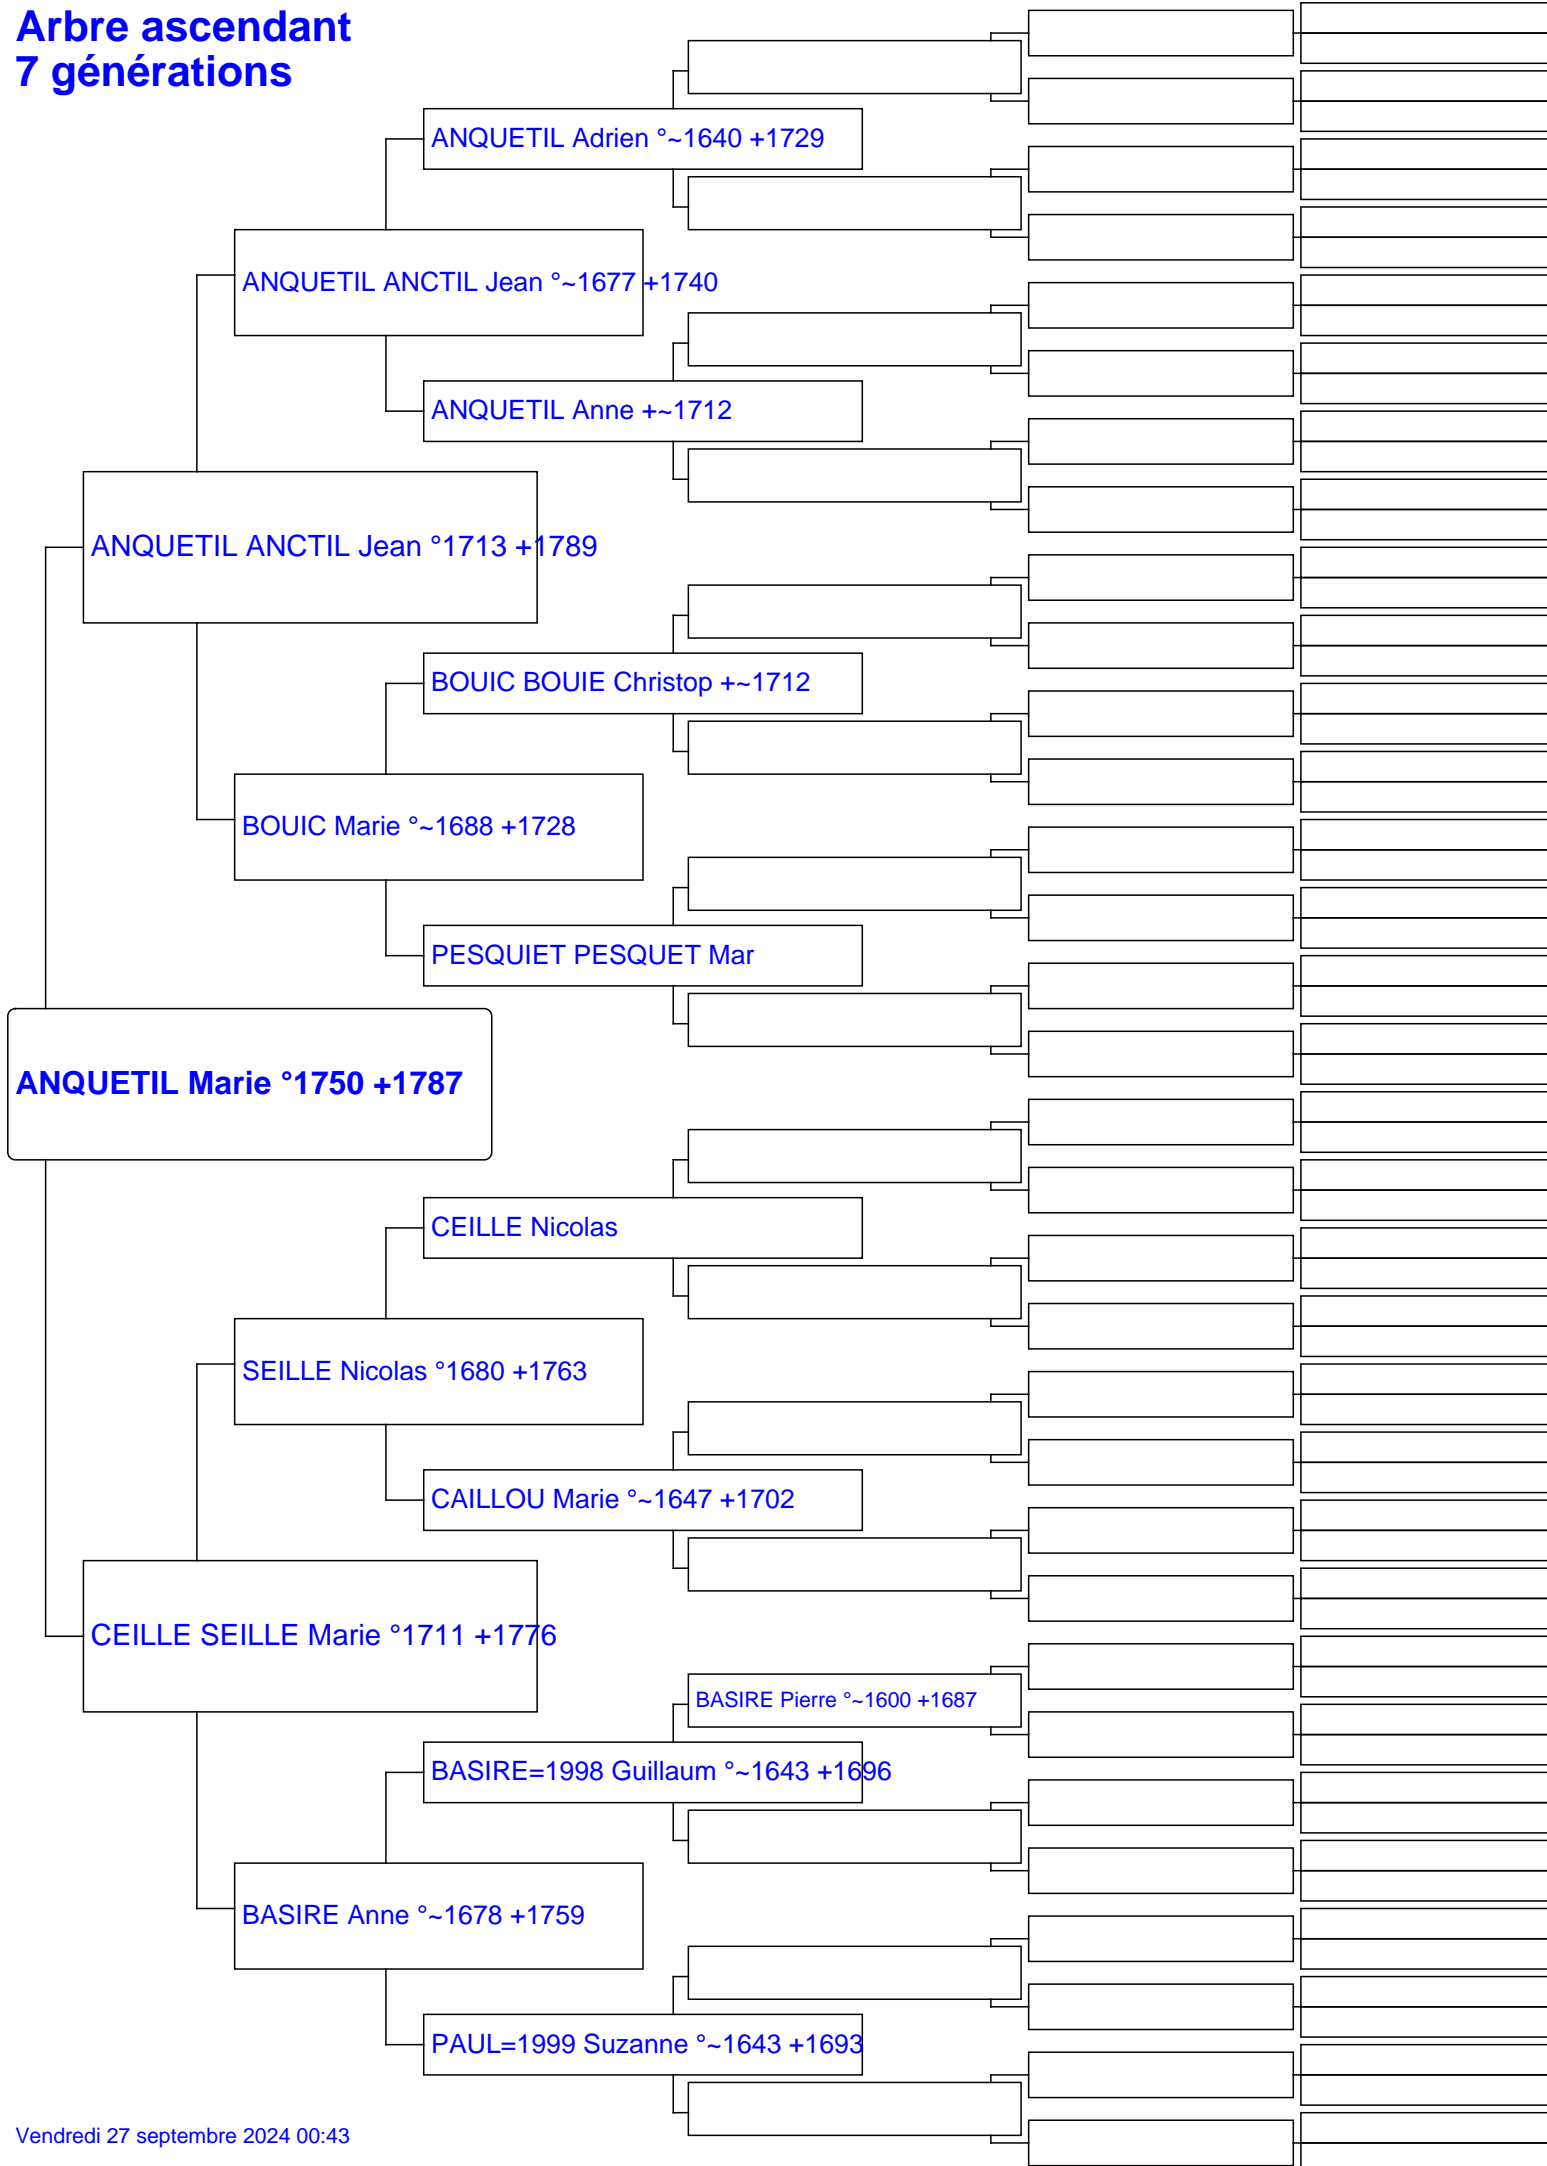 Arbre ascendant
7 générations
ANQUETIL Adrien °~1640 +1729
ANQUETIL ANCTIL Jean °~1677 +1740
ANQUETIL Anne +~1712
ANQUETIL ANCTIL Jean °1713 +1789
BOUIC BOUIE Christop +~1712
BOUIC Marie °~1688 +1728
PESQUIET PESQUET Mar
ANQUETIL Marie °1750 +1787
CEILLE Nicolas
SEILLE Nicolas °1680 +1763
CAILLOU Marie °~1647 +1702
CEILLE SEILLE Marie °1711 +1776
BASIRE Pierre °~1600 +1687
BASIRE=1998 Guillaum °~1643 +1696
BASIRE Anne °~1678 +1759
PAUL=1999 Suzanne °~1643 +1693
Vendredi 27 septembre 2024 00:43